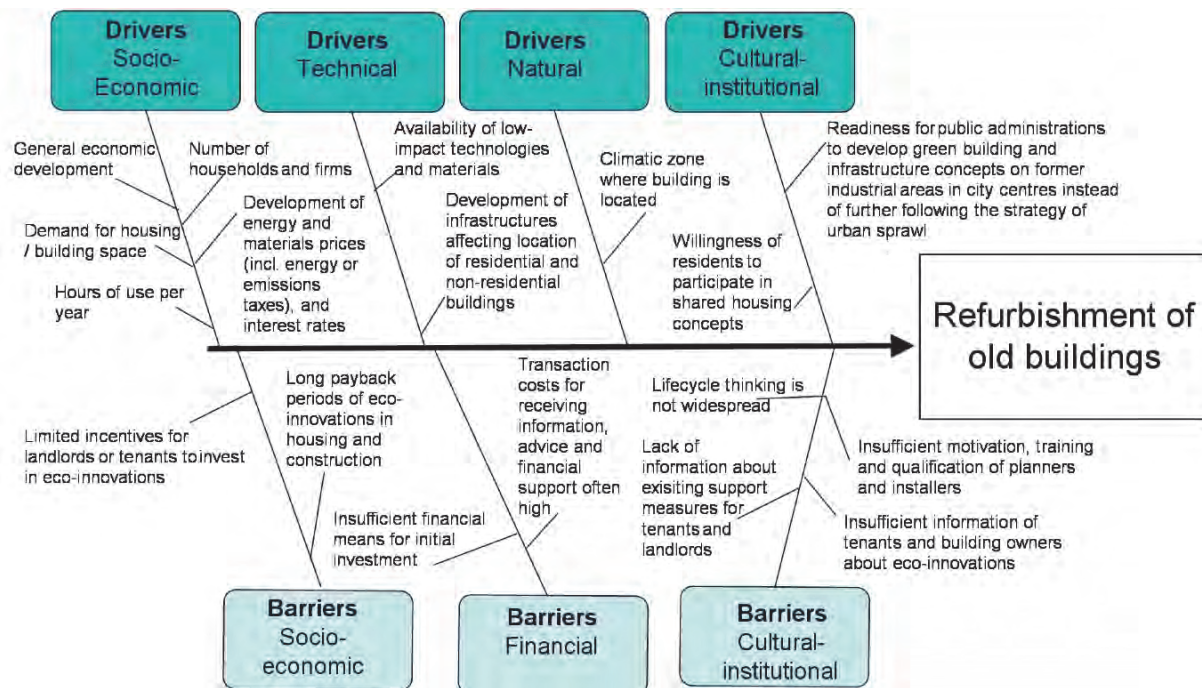 Drivers
Socio-
Economic
Drivers
Technical
Drivers
Natural
Drivers
Cultural-
institutional
General economic
development
Number of
households and firms
Demand for housing
/ building space
Development of
energy and
materials prices
(incl. energy or
emissions
taxes), and
interest rates
Hours of use per
year
Availability of low-
impact technologies
and materials
Development of
infrastructures
affecting location
of residential and
non-residential
buildings
Climatic zone
where building is
located
Readiness for public administrations
to develop green building and
infrastructure concepts on former
industrial areas in city centres instead
of further following the strategy of
urban sprawl
Willingness of
residents to
participate in
shared housing
concepts
Refurbishment of
old buildings
Limited incentives for
landlords or tenants to invest
in eco-innovations
Long payback
periods of eco-
innovations in
housing and
construction
Insufficient financial
means for initial
investment
Transaction
costs for
receiving
information,
advice and
financial
support often
high
Lifecycle thinking is
not widespread
Lack of
information about
exisiting support
measures for
tenants and
landlords
Insufficient motivation, training
and qualification of planners
and installers
Insufficient information of
tenants and building owners
about eco-innovations
Barriers
Socio-
economic
Barriers
Financial
Barriers
Cultural-
institutional